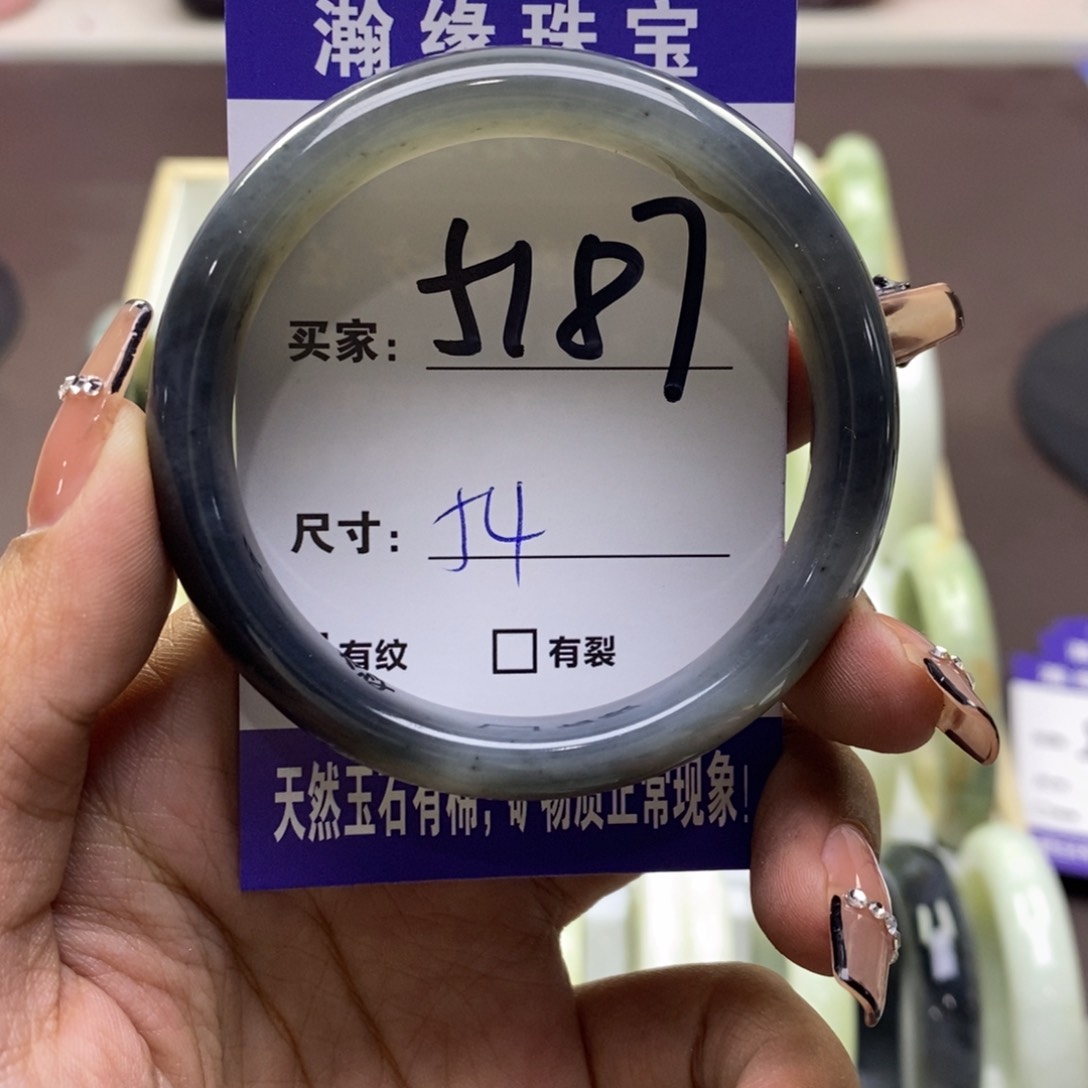 瀚缘珠宝
买家：5187
尺寸：54
有纹 □有裂
天然玉石有棉，矿物质正常现象！